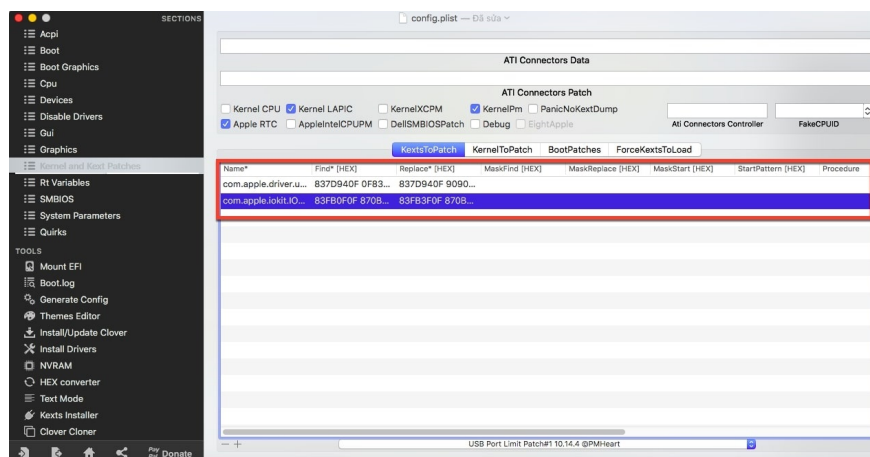 SECTIONS
config.plist — Đã sửa
Acpi
Boot
Boot Graphics
Cpu
Devices
Disable Drivers
Gui
Graphics
Kernel and Kext Patches
Rt Variables
SMBIOS
System Parameters
Quirks
TOOLS
Mount EFI
Boot.log
Generate Config
Themes Editor
Install/Update Clover
Install Drivers
NVRAM
HEX converter
Text Mode
Kexts Installer
Clover Cloner
Pay Pal Donate
ATI Connectors Data
ATI Connectors Patch
Kernel CPU Kernel LAPIC KernelXCPM KernelPm PanicNoKextDump
Apple RTC AppleIntelCPUPM DellSMBIOSPatch Debug EightApple Ati Connectors Controller FakeCPUID
KextsToPatch KernelToPatch BootPatches ForceKextsToLoad
Name* Find* [HEX] Replace* [HEX] MaskFind [HEX] MaskReplace [HEX] MaskStart [HEX] StartPattern [HEX] Procedure
com.apple.driver.u... 837D940F 0F83... 837D940F 9090...
com.apple.iokit.IO... 83FB0F0F 870B... 83FB3F0F 870B...
− +
USB Port Limit Patch#1 10.14.4 @PMHeart